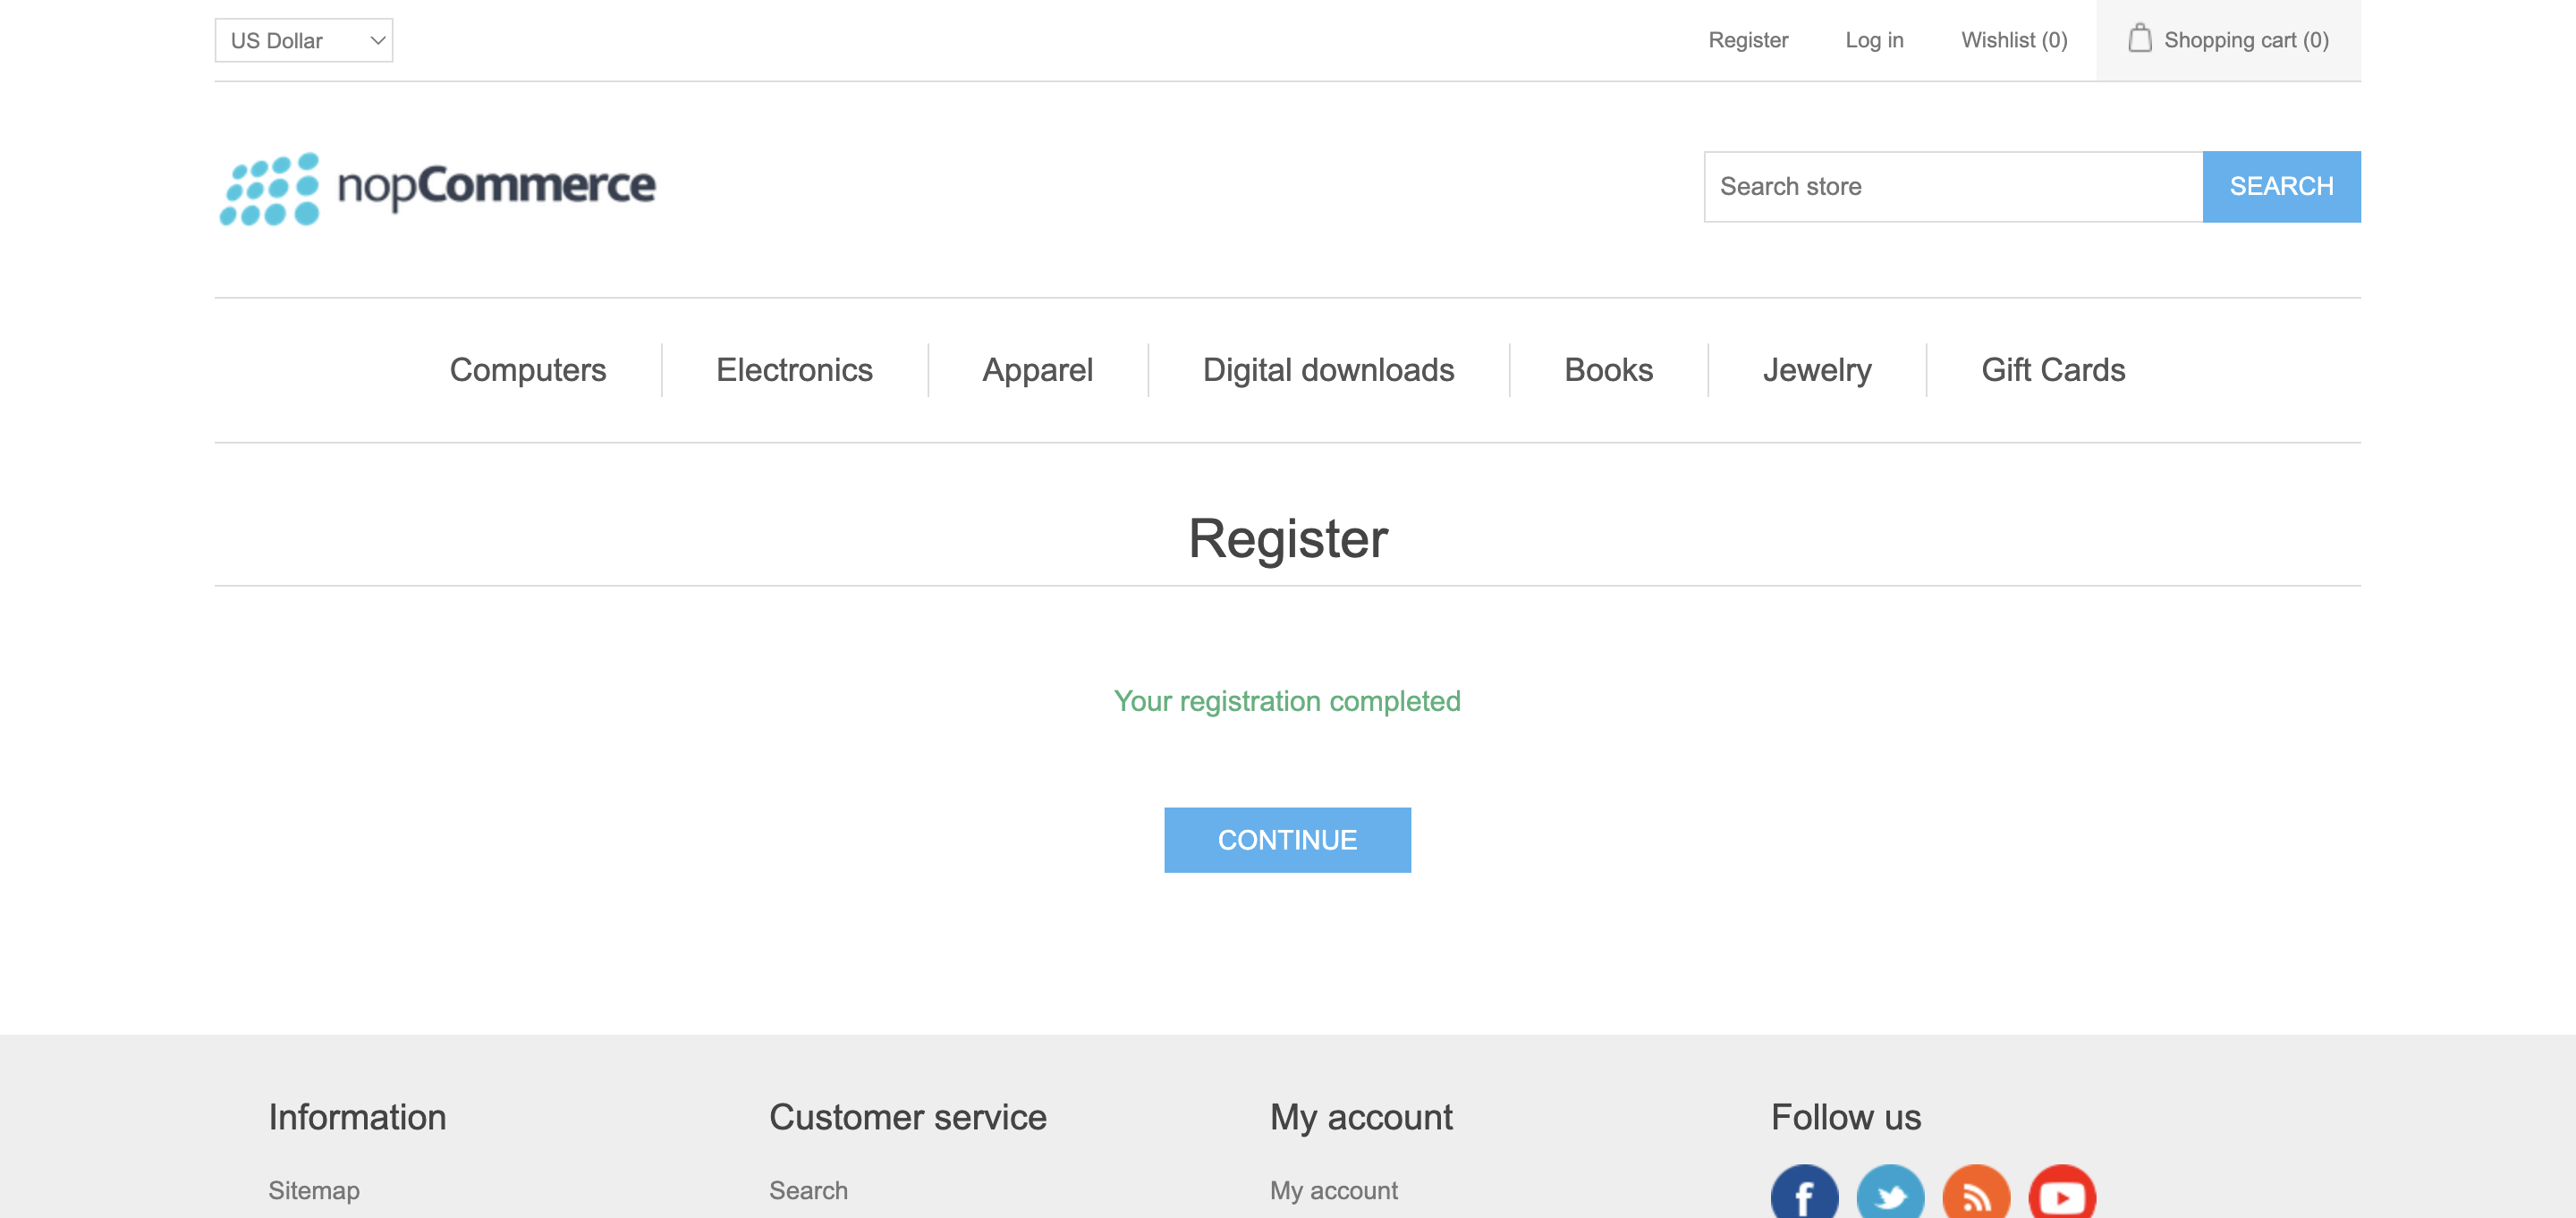 US Dollar
Register
Log in
Wishlist (0)
Shopping cart (0)
nopCommerce
Search store
SEARCH
Computers
Electronics
Apparel
Digital downloads
Books
Jewelry
Gift Cards
Register
Your registration completed
CONTINUE
Information
Customer service
My account
Follow us
Sitemap
Search
My account